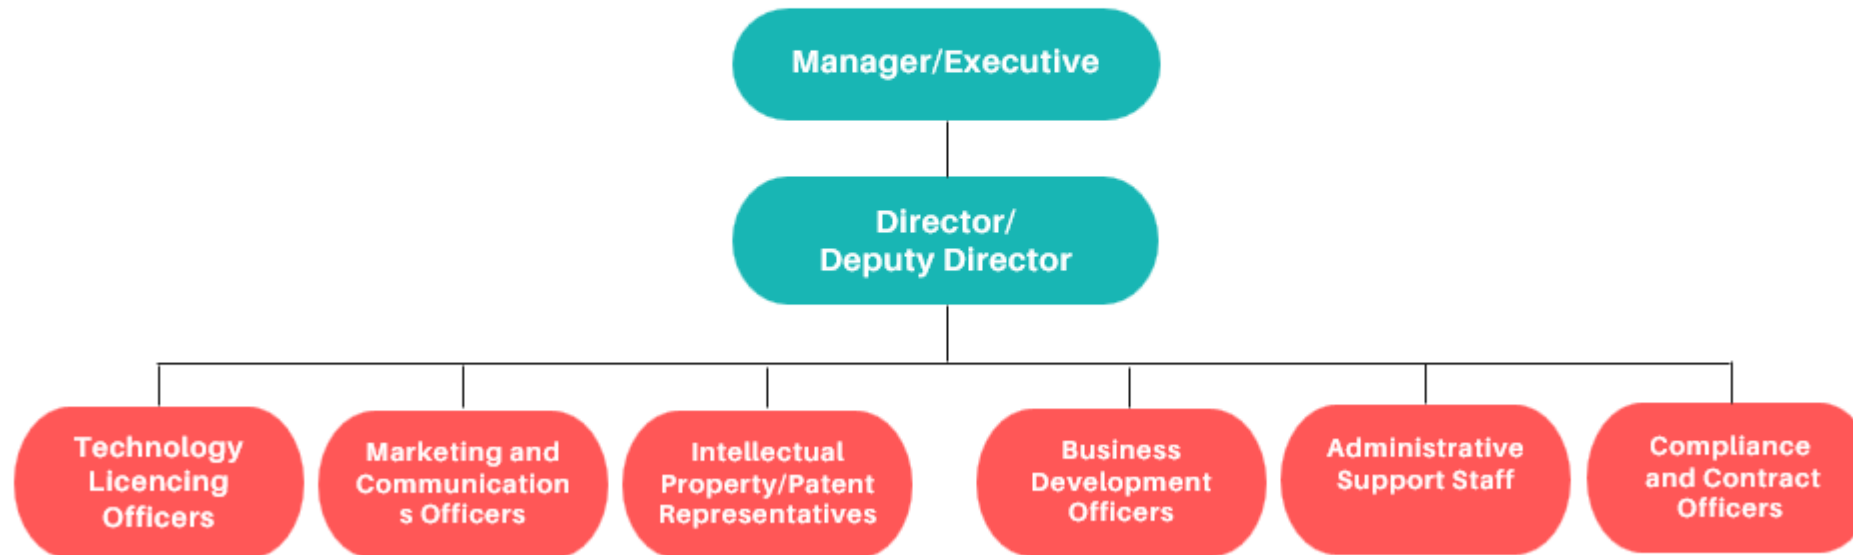 Manager/Executive
Director/
Deputy Director
Technology
Licencing
Officers
Marketing and
Communication
s Officers
Intellectual
Property/Patent
Representatives
Business
Development
Officers
Administrative
Support Staff
Compliance
and Contract
Officers